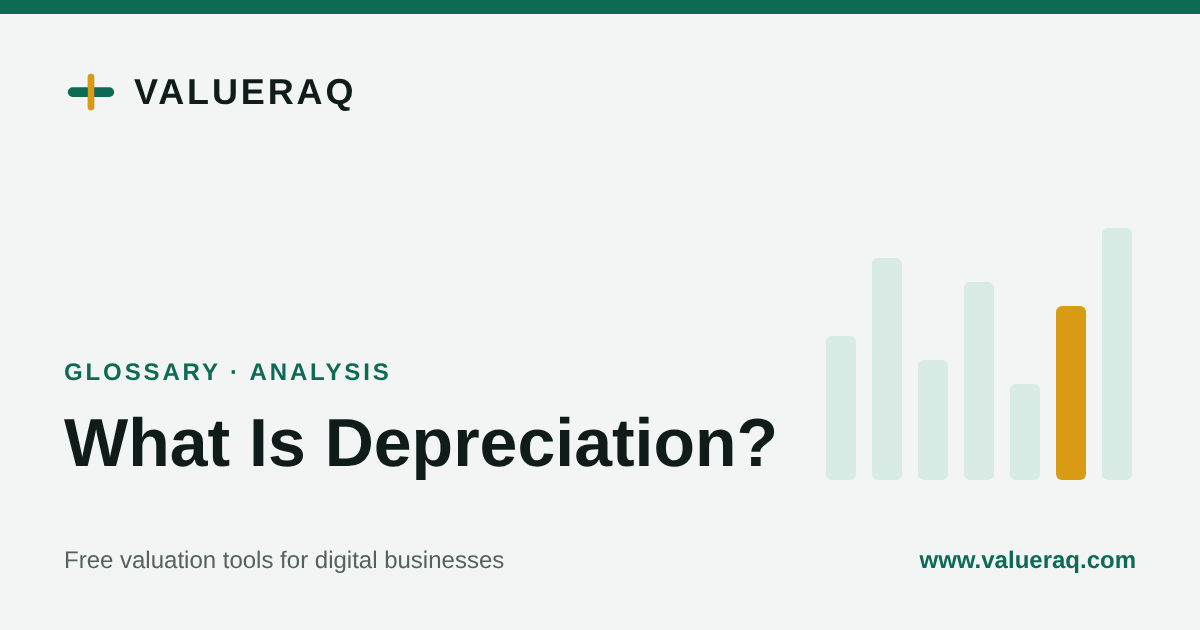 VALUERAQ
GLOSSARY · ANALYSIS
What Is Depreciation?
Free valuation tools for digital businesses
www.valueraq.com